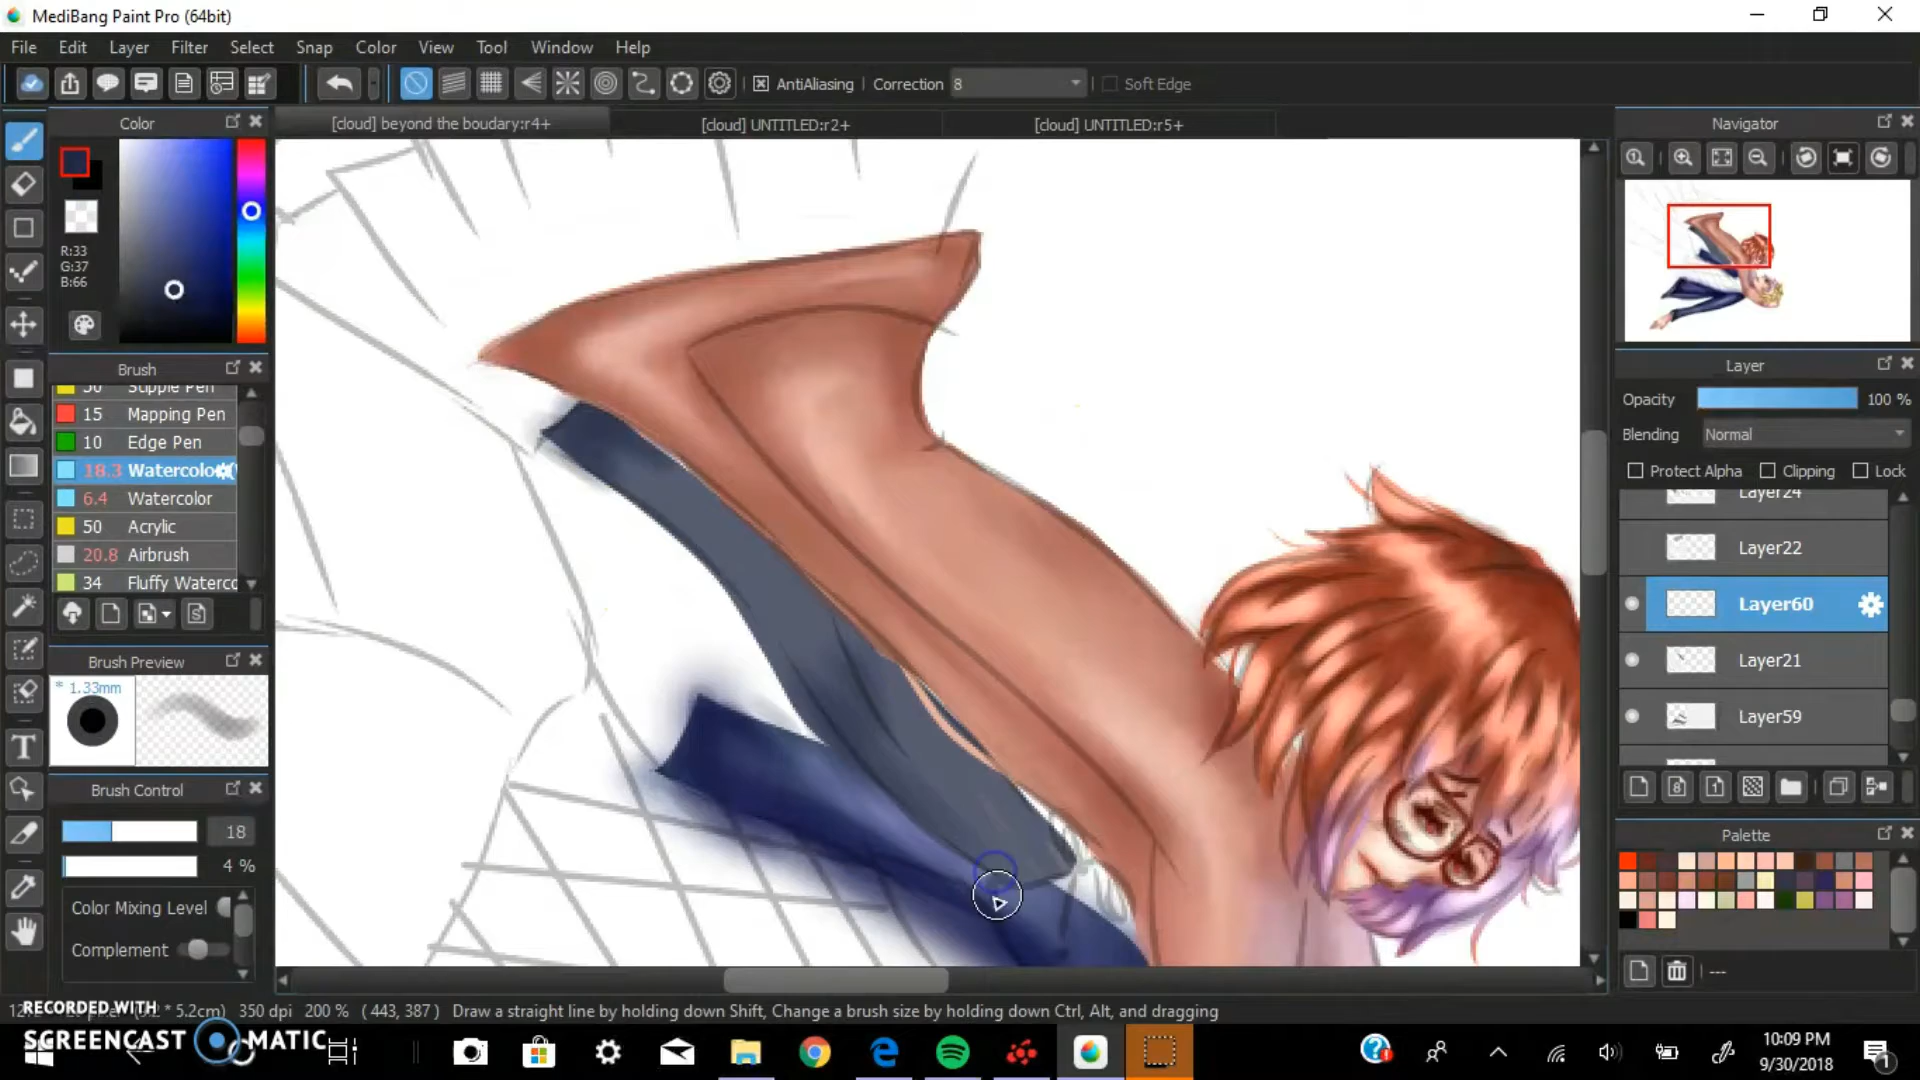 MediBang Paint Pro (64bit)
File Edit Layer Filter Select Snap Color View Tool Window Help
AntiAliasing Correction 8 Soft Edge
Color
[cloud] beyond the boudary:r4+ [cloud] UNTITLED:r2+ [cloud] UNTITLED:r5+
Navigator
R:33
G:37
B:66
Brush
50 Stipple Pen
15 Mapping Pen
10 Edge Pen
18.3 Watercolo
6.4 Watercolor
50 Acrylic
20.8 Airbrush
34 Fluffy Waterco
Brush Preview
* 1.33mm
Brush Control
18
4 %
Color Mixing Level
Complement
Layer
Opacity 100 %
Blending Normal
Protect Alpha Clipping Lock
Layer24
Layer22
Layer60
Layer21
Layer59
Palette
---
5.2cm) 350 dpi 200 % ( 443, 387 ) Draw a straight line by holding down Shift, Change a brush size by holding down Ctrl, Alt, and dragging
RECORDED WITH
SCREENCAST MATIC
10:09 PM
9/30/2018
1